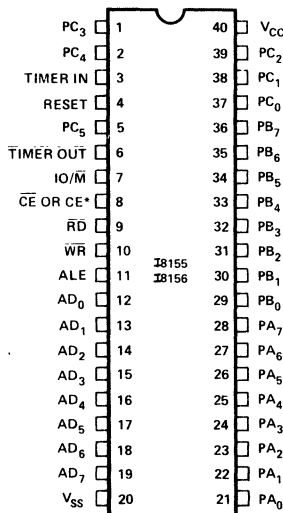 PC3 1 40 VCC
PC4 2 39 PC2
TIMER IN 3 38 PC1
RESET 4 37 PC0
PC5 5 36 PB7
TIMER OUT 6 35 PB6
IO/M 7 34 PB5
CE OR CE* 8 33 PB4
RD 9 32 PB3
WR 10 31 PB2
ALE 11 I8155 I8156 30 PB1
AD0 12 29 PB0
AD1 13 28 PA7
AD2 14 27 PA6
AD3 15 26 PA5
AD4 16 25 PA4
AD5 17 24 PA3
AD6 18 23 PA2
AD7 19 22 PA1
VSS 20 21 PA0